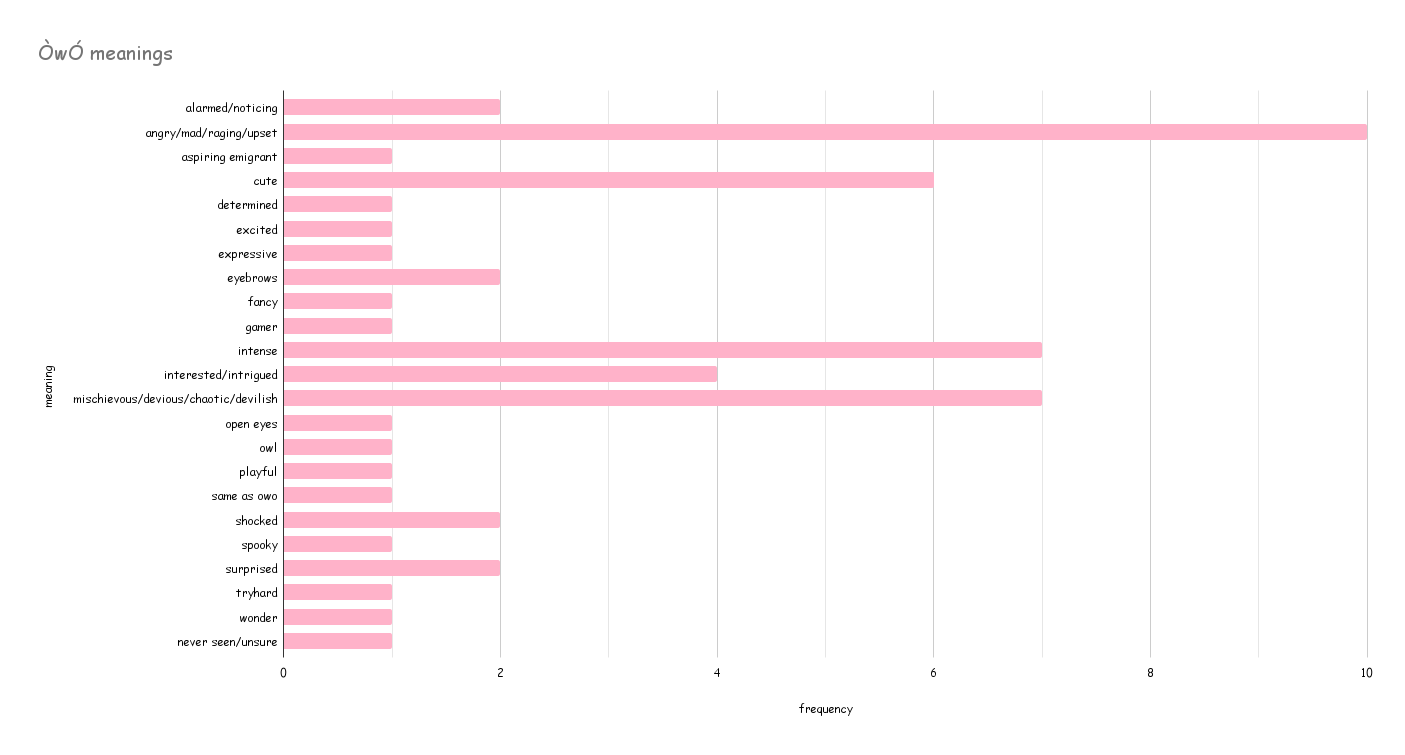 ÒwÓ meanings
alarmed/noticing
angry/mad/raging/upset
aspiring emigrant
cute
determined
excited
expressive
eyebrows
fancy
gamer
intense
interested/intrigued
mischievous/devious/chaotic/devilish
open eyes
owl
playful
same as owo
shocked
spooky
surprised
tryhard
wonder
never seen/unsure
meaning
0 2 4 6 8 10
frequency